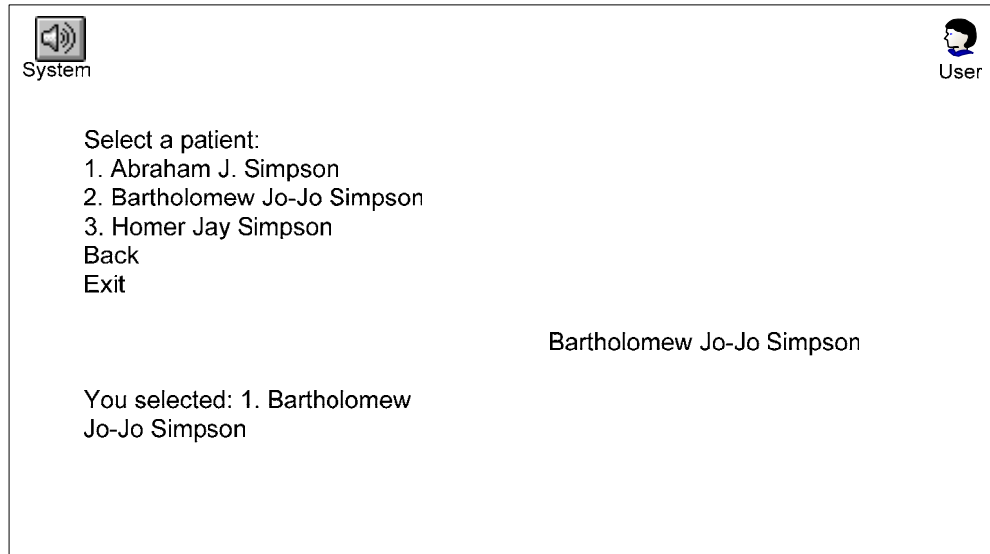 System
User
Select a patient:
1. Abraham J. Simpson
2. Bartholomew Jo-Jo Simpson
3. Homer Jay Simpson
Back
Exit
Bartholomew Jo-Jo Simpson
You selected: 1. Bartholomew
Jo-Jo Simpson